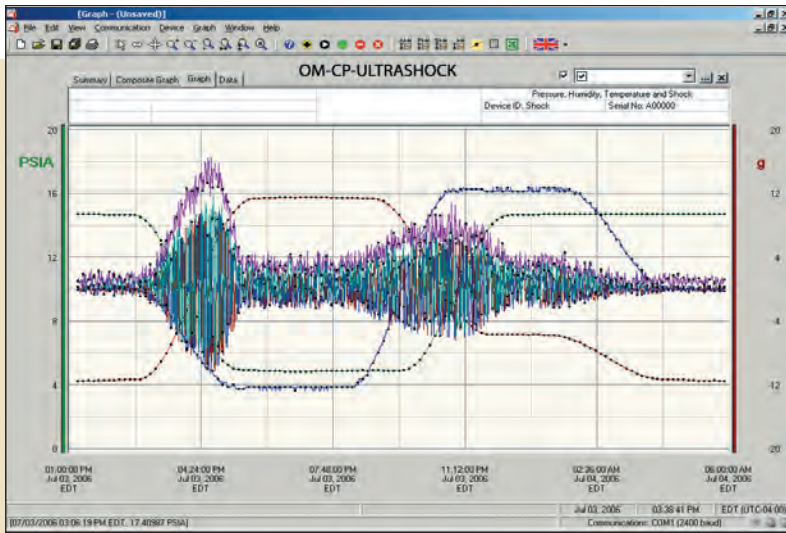 [Graph - (Unsaved)]
File Edit View Communication Device Graph Window Help
OM-CP-ULTRASHOCK
Summary Composite Graph Graph Data
Pressure, Humidity, Temperature and Shock
Device ID: Shock Serial No: A00000
20 20
PSIA g
16 12
12 4
8 -4
4 -12
0 -20
01:00:00 PM 04:24:00 PM 07:48:00 PM 11:12:00 PM 02:36:00 AM 06:00:00 AM
Jul 03, 2006 Jul 03, 2006 Jul 03, 2006 Jul 03, 2006 Jul 04, 2006 Jul 04, 2006
EDT EDT EDT EDT EDT EDT
Jul 03, 2006 03:38:41 PM EDT (UTC-04:00)
[07/03/2006 03:06:19 PM EDT, 17.40987 PSIA] Communications: COM1 (2400 baud)